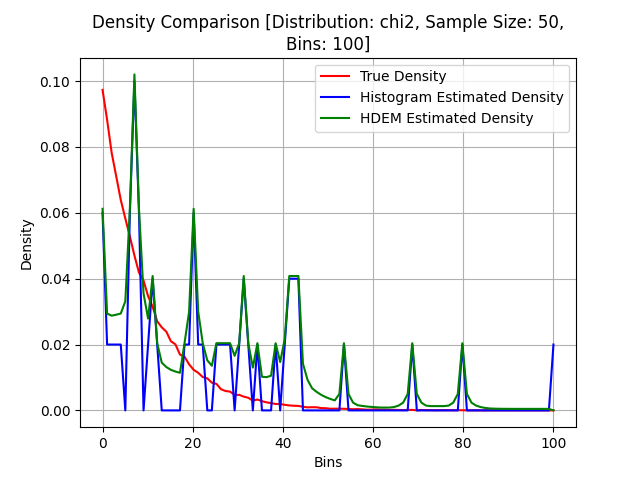 Density Comparison [Distribution: chi2, Sample Size: 50,
Bins: 100]
True Density
Histogram Estimated Density
HDEM Estimated Density
Density
0.10
0.08
0.06
0.04
0.02
0.00
0 20 40 60 80 100
Bins